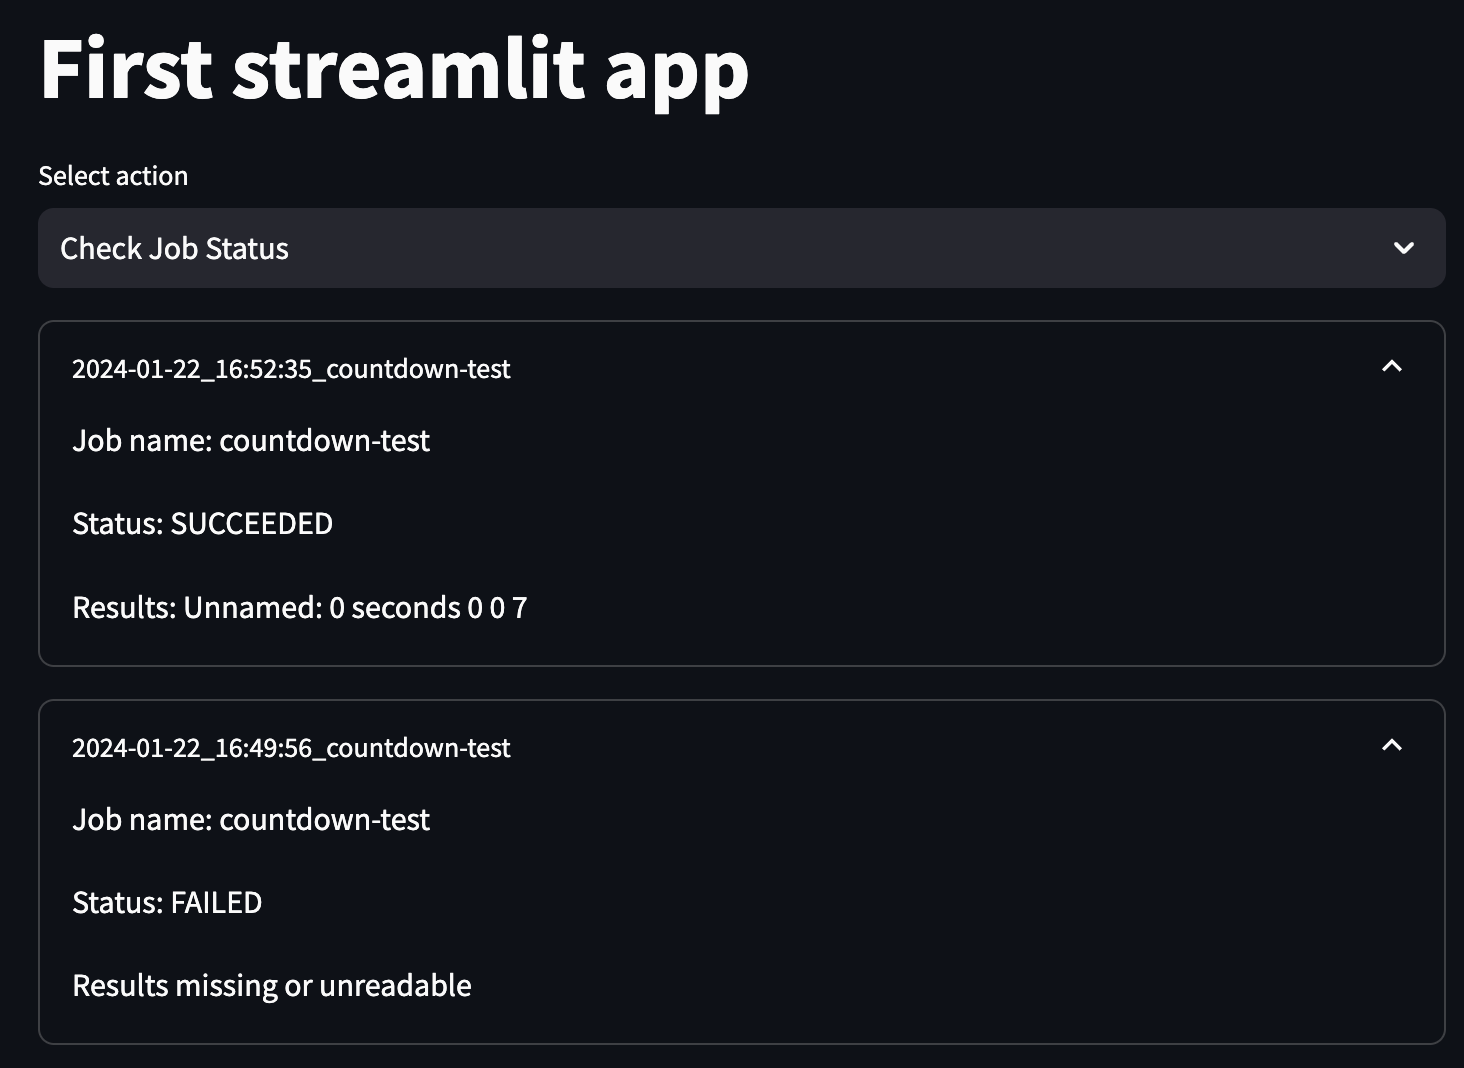 First streamlit app
Select action
Check Job Status
2024-01-22_16:52:35_countdown-test
Job name: countdown-test
Status: SUCCEEDED
Results: Unnamed: 0 seconds 0 0 7
2024-01-22_16:49:56_countdown-test
Job name: countdown-test
Status: FAILED
Results missing or unreadable